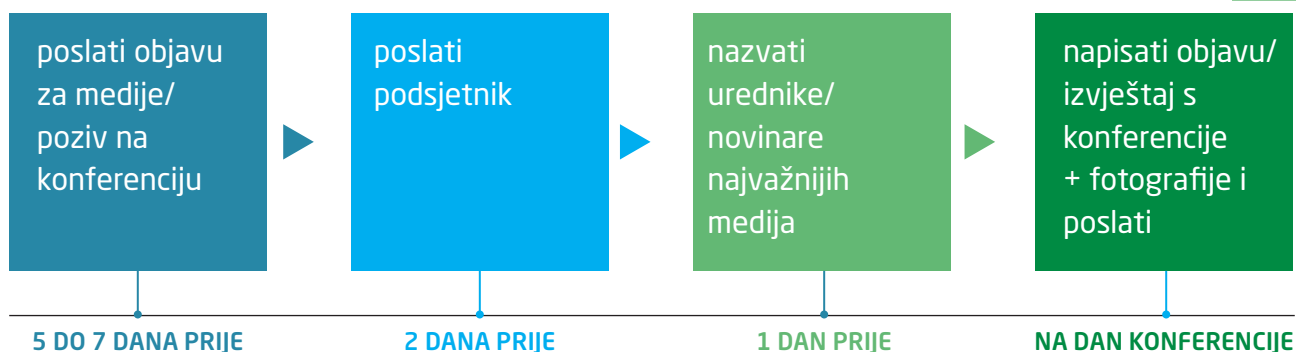 poslati objavu
za medije/
poziv na
konferenciju
poslati
podsjetnik
nazvati
urednike/
novinare
najvažnijih
medija
napisati objavu/
izvještaj s
konferencije
+ fotografije i
poslati
5 DO 7 DANA PRIJE
2 DANA PRIJE
1 DAN PRIJE
NA DAN KONFERENCIJE